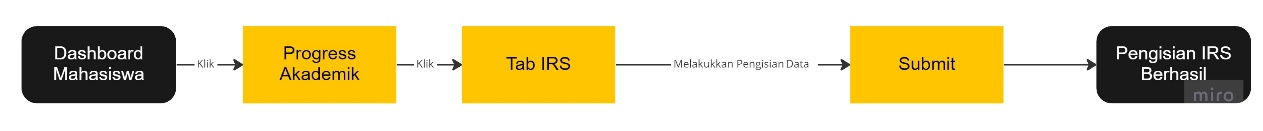 Dashboard
Mahasiswa
Klik
Progress
Akademik
Klik
Tab IRS
Melakukkan Pengisian Data
Submit
Pengisian IRS
Berhasil
miro